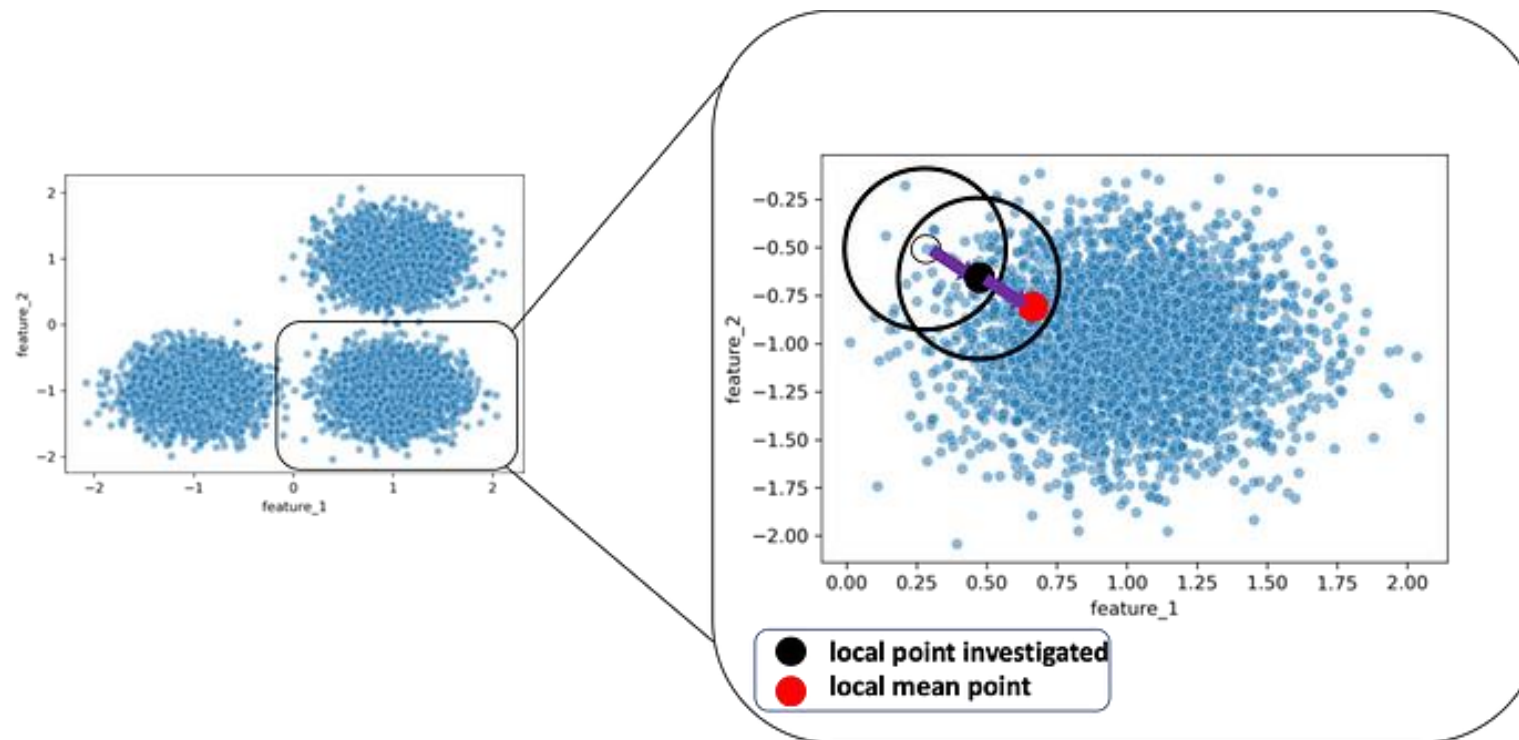 2
1
0
−1
−2
feature_2
−2
−1
0
1
2
feature_1
−0.25
−0.50
−0.75
−1.00
−1.25
−1.50
−1.75
−2.00
feature_2
0.00 0.25 0.50 0.75 1.00 1.25 1.50 1.75 2.00
feature_1
local point investigated
local mean point